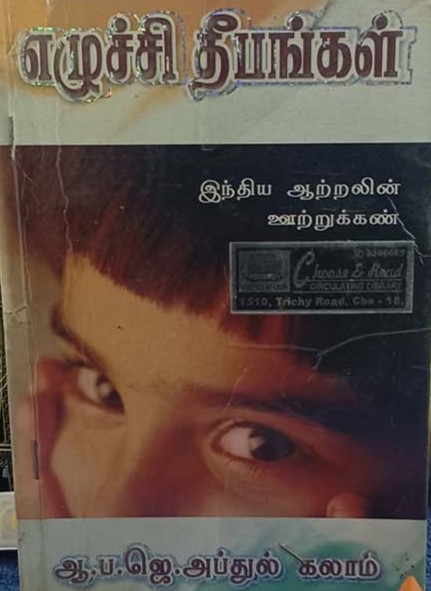 எழுச்சி தீபங்கள்
இந்திய ஆற்றலின்
ஊற்றுக்கண்
Choose & Read
CIRCULATING LIBRARY
1510, Trichy Road, Cbe - 18.
ஆ.ப.ஜெ.அப்துல் கலாம்